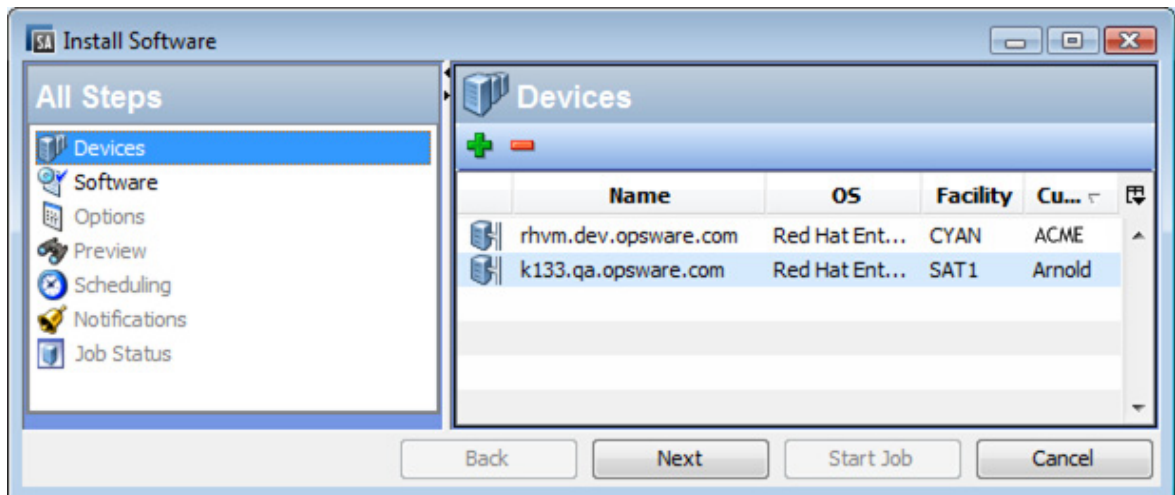 SA Install Software
All Steps
Devices
Software
Options
Preview
Scheduling
Notifications
Job Status
Devices
Name OS Facility Cu...
rhvm.dev.opsware.com Red Hat Ent... CYAN ACME
k133.qa.opsware.com Red Hat Ent... SAT1 Arnold
Back Next Start Job Cancel